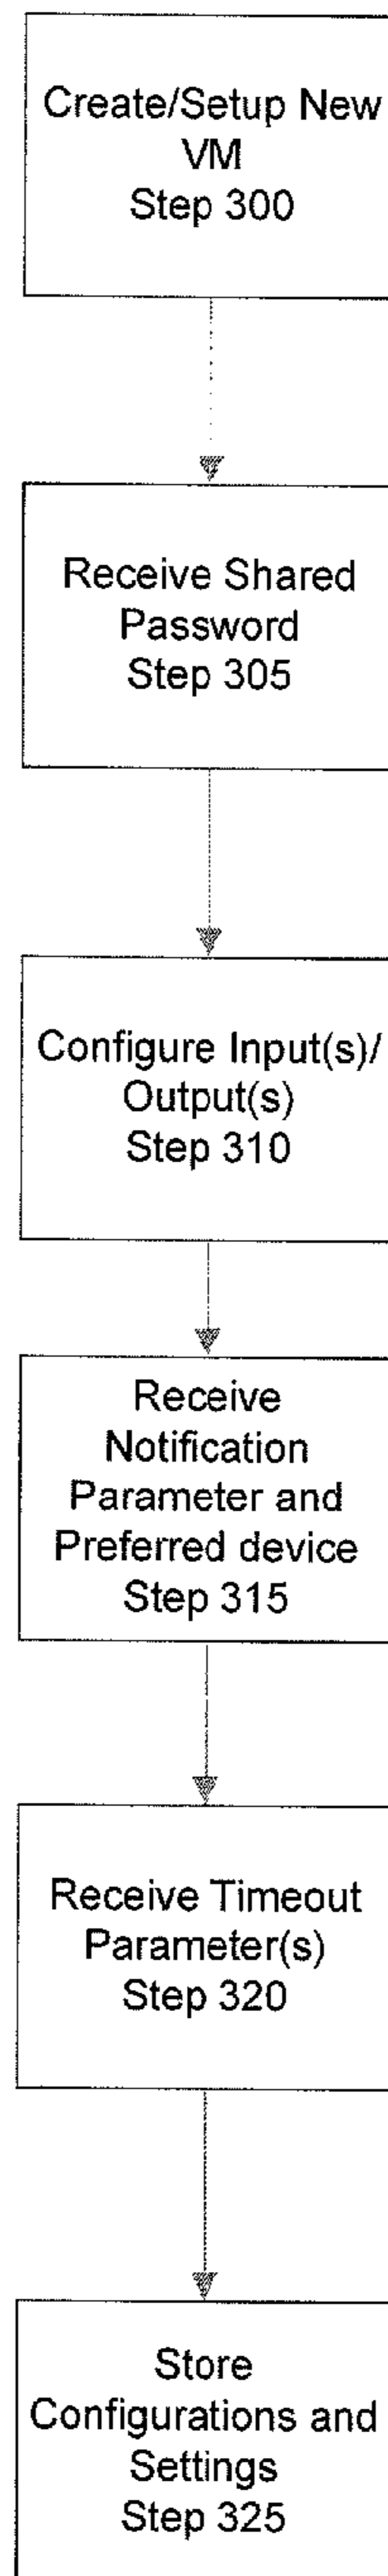 Create/Setup New
VM
Step 300
Receive Shared
Password
Step 305
Configure Input(s)/
Output(s)
Step 310
Receive
Notification
Parameter and
Preferred device
Step 315
Receive Timeout
Parameter(s)
Step 320
Store
Configurations and
Settings
Step 325